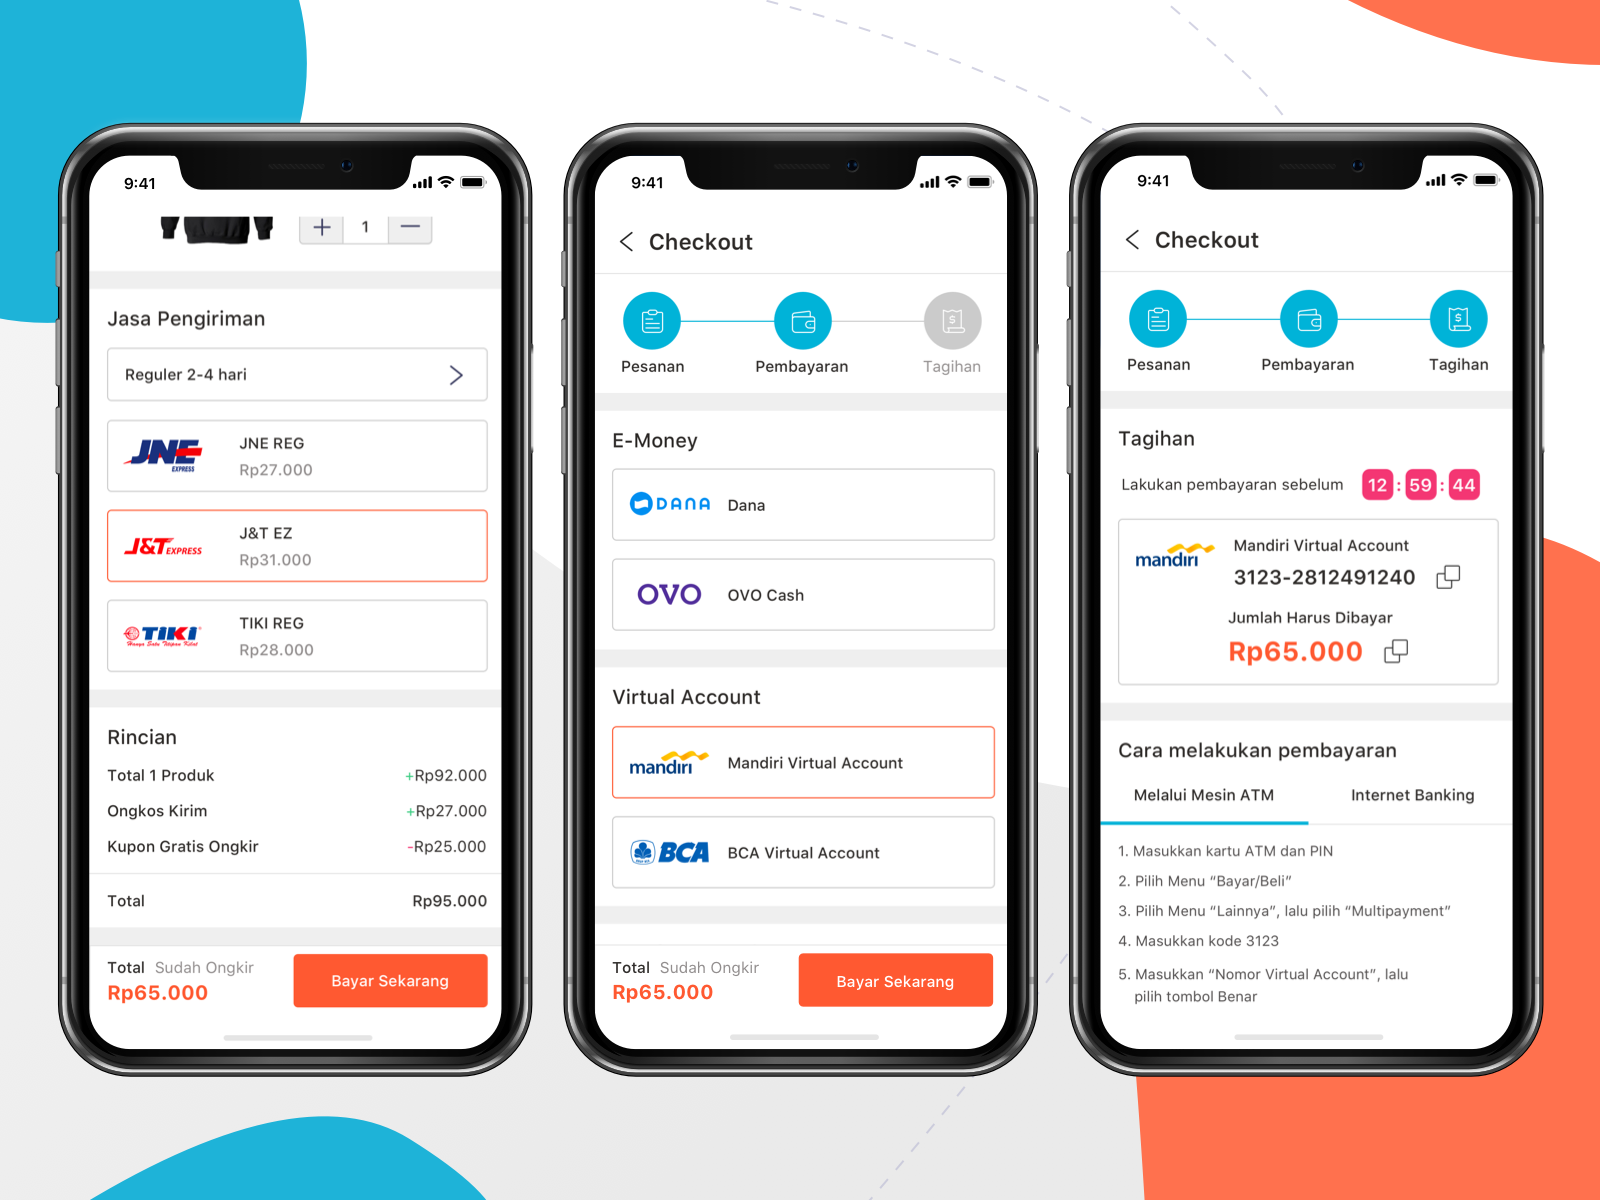 9:41
1
Jasa Pengiriman
Reguler 2-4 hari
JNE EXPRESS
JNE REG
Rp27.000
J&T EXPRESS
J&T EZ
Rp31.000
TIKI
Hanya Satu Titipan Kilat
TIKI REG
Rp28.000
Rincian
Total 1 Produk +Rp92.000
Ongkos Kirim +Rp27.000
Kupon Gratis Ongkir -Rp25.000
Total Rp95.000
Total Sudah Ongkir
Rp65.000
Bayar Sekarang
9:41
Checkout
Pesanan Pembayaran Tagihan
E-Money
DANA Dana
OVO OVO Cash
Virtual Account
mandiri Mandiri Virtual Account
BCA BCA Virtual Account
Total Sudah Ongkir
Rp65.000
Bayar Sekarang
9:41
Checkout
Pesanan Pembayaran Tagihan
Tagihan
Lakukan pembayaran sebelum 12 : 59 : 44
mandiri
Mandiri Virtual Account
3123-2812491240
Jumlah Harus Dibayar
Rp65.000
Cara melakukan pembayaran
Melalui Mesin ATM Internet Banking
1. Masukkan kartu ATM dan PIN
2. Pilih Menu “Bayar/Beli”
3. Pilih Menu “Lainnya”, lalu pilih “Multipayment”
4. Masukkan kode 3123
5. Masukkan “Nomor Virtual Account”, lalu
pilih tombol Benar